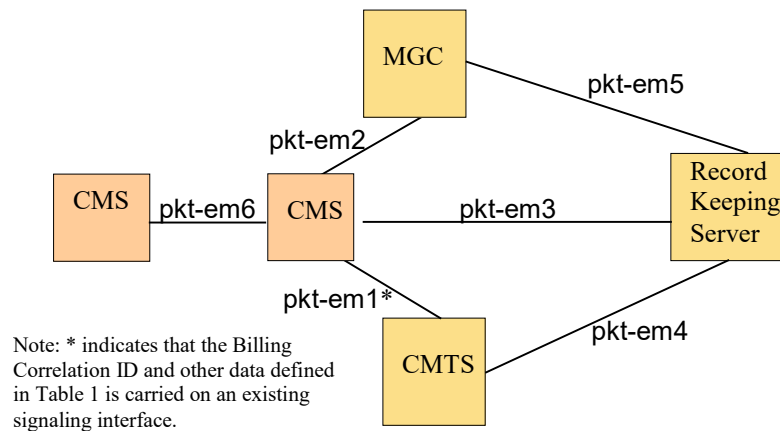 MGC
pkt-em5
pkt-em2
CMS
pkt-em6
CMS
pkt-em3
Record
Keeping
Server
pkt-em1*
pkt-em4
CMTS
Note: * indicates that the Billing
Correlation ID and other data defined
in Table 1 is carried on an existing
signaling interface.